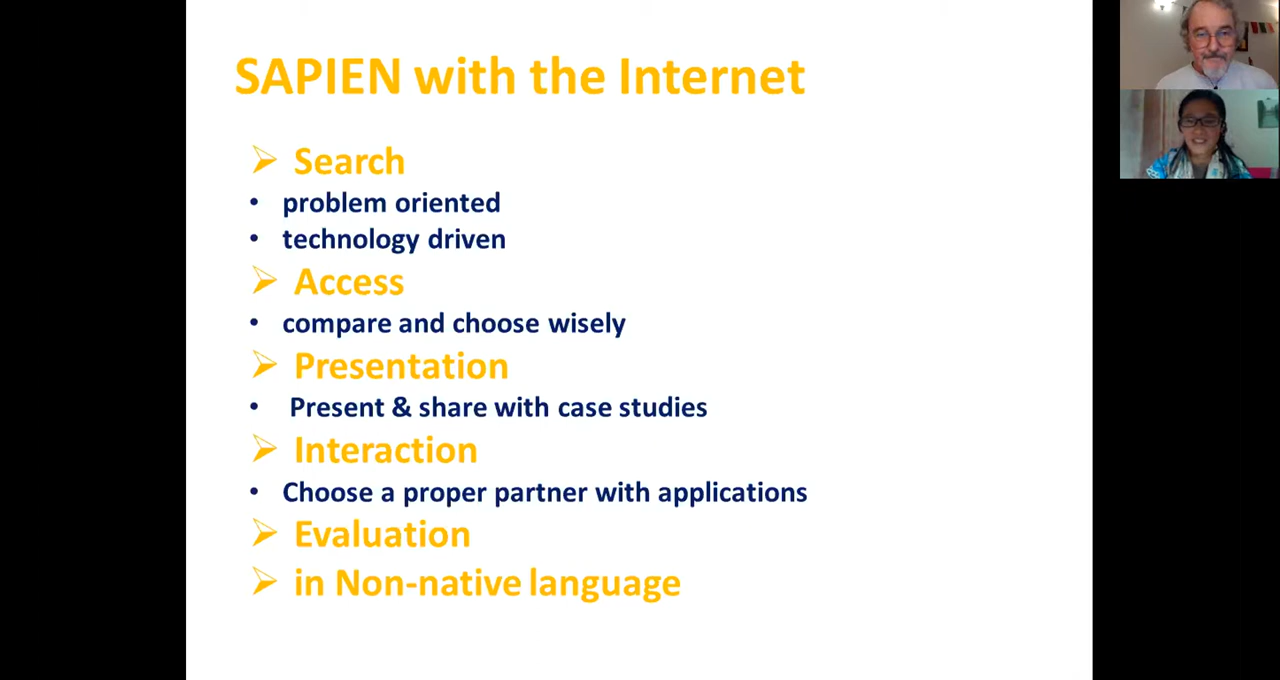 SAPIEN with the Internet
➢ Search
• problem oriented
• technology driven
➢ Access
• compare and choose wisely
➢ Presentation
• Present & share with case studies
➢ Interaction
• Choose a proper partner with applications
➢ Evaluation
➢ in Non-native language